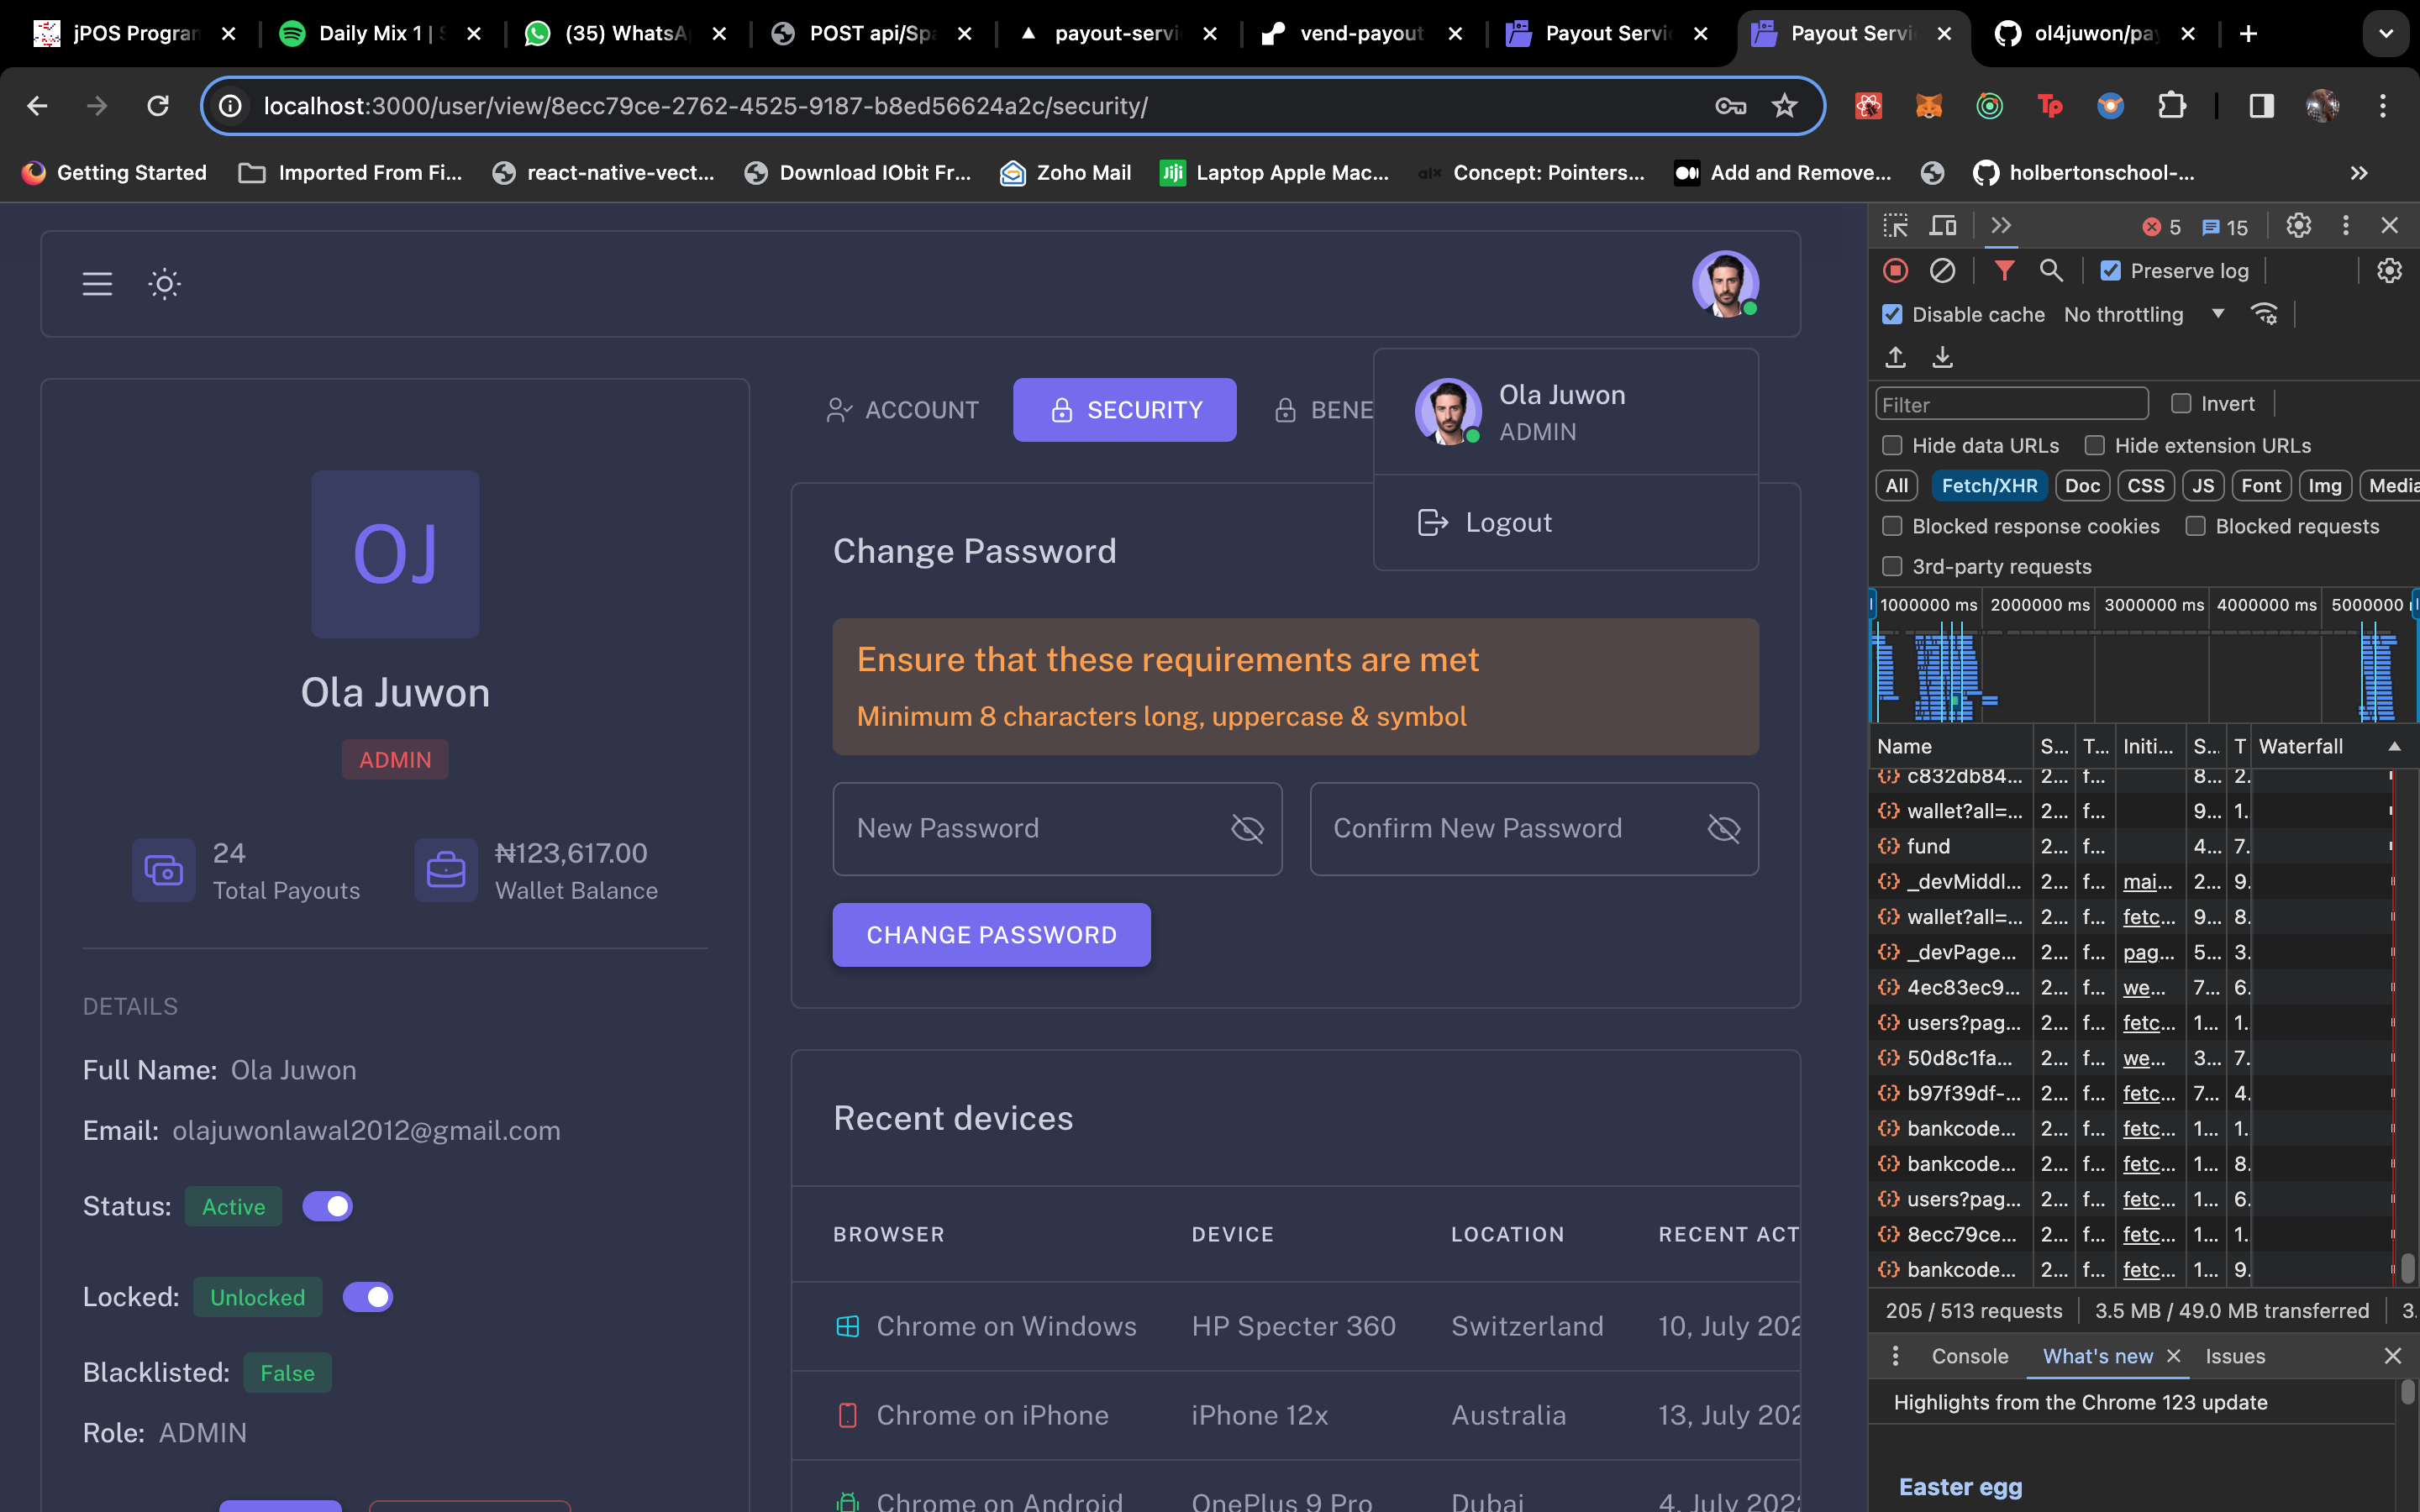 jPOS Progran
Daily Mix 1 | S
(35) WhatsA
POST api/Spa
payout-servi
vend-payout
Payout Servi
Payout Servi
ol4juwon/pay
localhost:3000/user/view/8ecc79ce-2762-4525-9187-b8ed56624a2c/security/
Getting Started
Imported From Fi...
react-native-vect...
Download IObit Fr...
Zoho Mail
Laptop Apple Mac...
Concept: Pointers...
Add and Remove...
holbertonschool-...
ACCOUNT
SECURITY
BENE
Ola Juwon
ADMIN
Logout
OJ
Ola Juwon
ADMIN
24
Total Payouts
₦123,617.00
Wallet Balance
DETAILS
Full Name: Ola Juwon
Email: olajuwonlawal2012@gmail.com
Status: Active
Locked: Unlocked
Blacklisted: False
Role: ADMIN
Change Password
Ensure that these requirements are met
Minimum 8 characters long, uppercase & symbol
New Password
Confirm New Password
CHANGE PASSWORD
Recent devices
BROWSER DEVICE LOCATION RECENT ACT
Chrome on Windows HP Specter 360 Switzerland 10, July 202
Chrome on iPhone iPhone 12x Australia 13, July 202
Chrome on Android OnePlus 9 Pro Dubai 4, July 202
5 15
Preserve log
Disable cache No throttling
Filter
Invert
Hide data URLs Hide extension URLs
All Fetch/XHR Doc CSS JS Font Img Media
Blocked response cookies Blocked requests
3rd-party requests
1000000 ms 2000000 ms 3000000 ms 4000000 ms 5000000
Name S... T... Initi... S... T Waterfall
c832db84... 2... f... 8... 2.
wallet?all=... 2... f... 9... 1.
fund 2... f... 4... 7.
_devMiddl... 2... f... mai... 2... 9.
wallet?all=... 2... f... fetc... 9... 8.
_devPage... 2... f... pag... 5... 3.
4ec83ec9... 2... f... we... 7... 6.
users?pag... 2... f... fetc... 1... 1.
50d8c1fa... 2... f... we... 3... 7.
b97f39df-... 2... f... fetc... 7... 4.
bankcode... 2... f... fetc... 1... 1.
bankcode... 2... f... fetc... 1... 8.
users?pag... 2... f... fetc... 1... 6.
8ecc79ce... 2... f... fetc... 1... 1.
bankcode... 2... f... fetc... 1... 9.
205 / 513 requests 3.5 MB / 49.0 MB transferred 3.
Console What's new Issues
Highlights from the Chrome 123 update
Easter egg